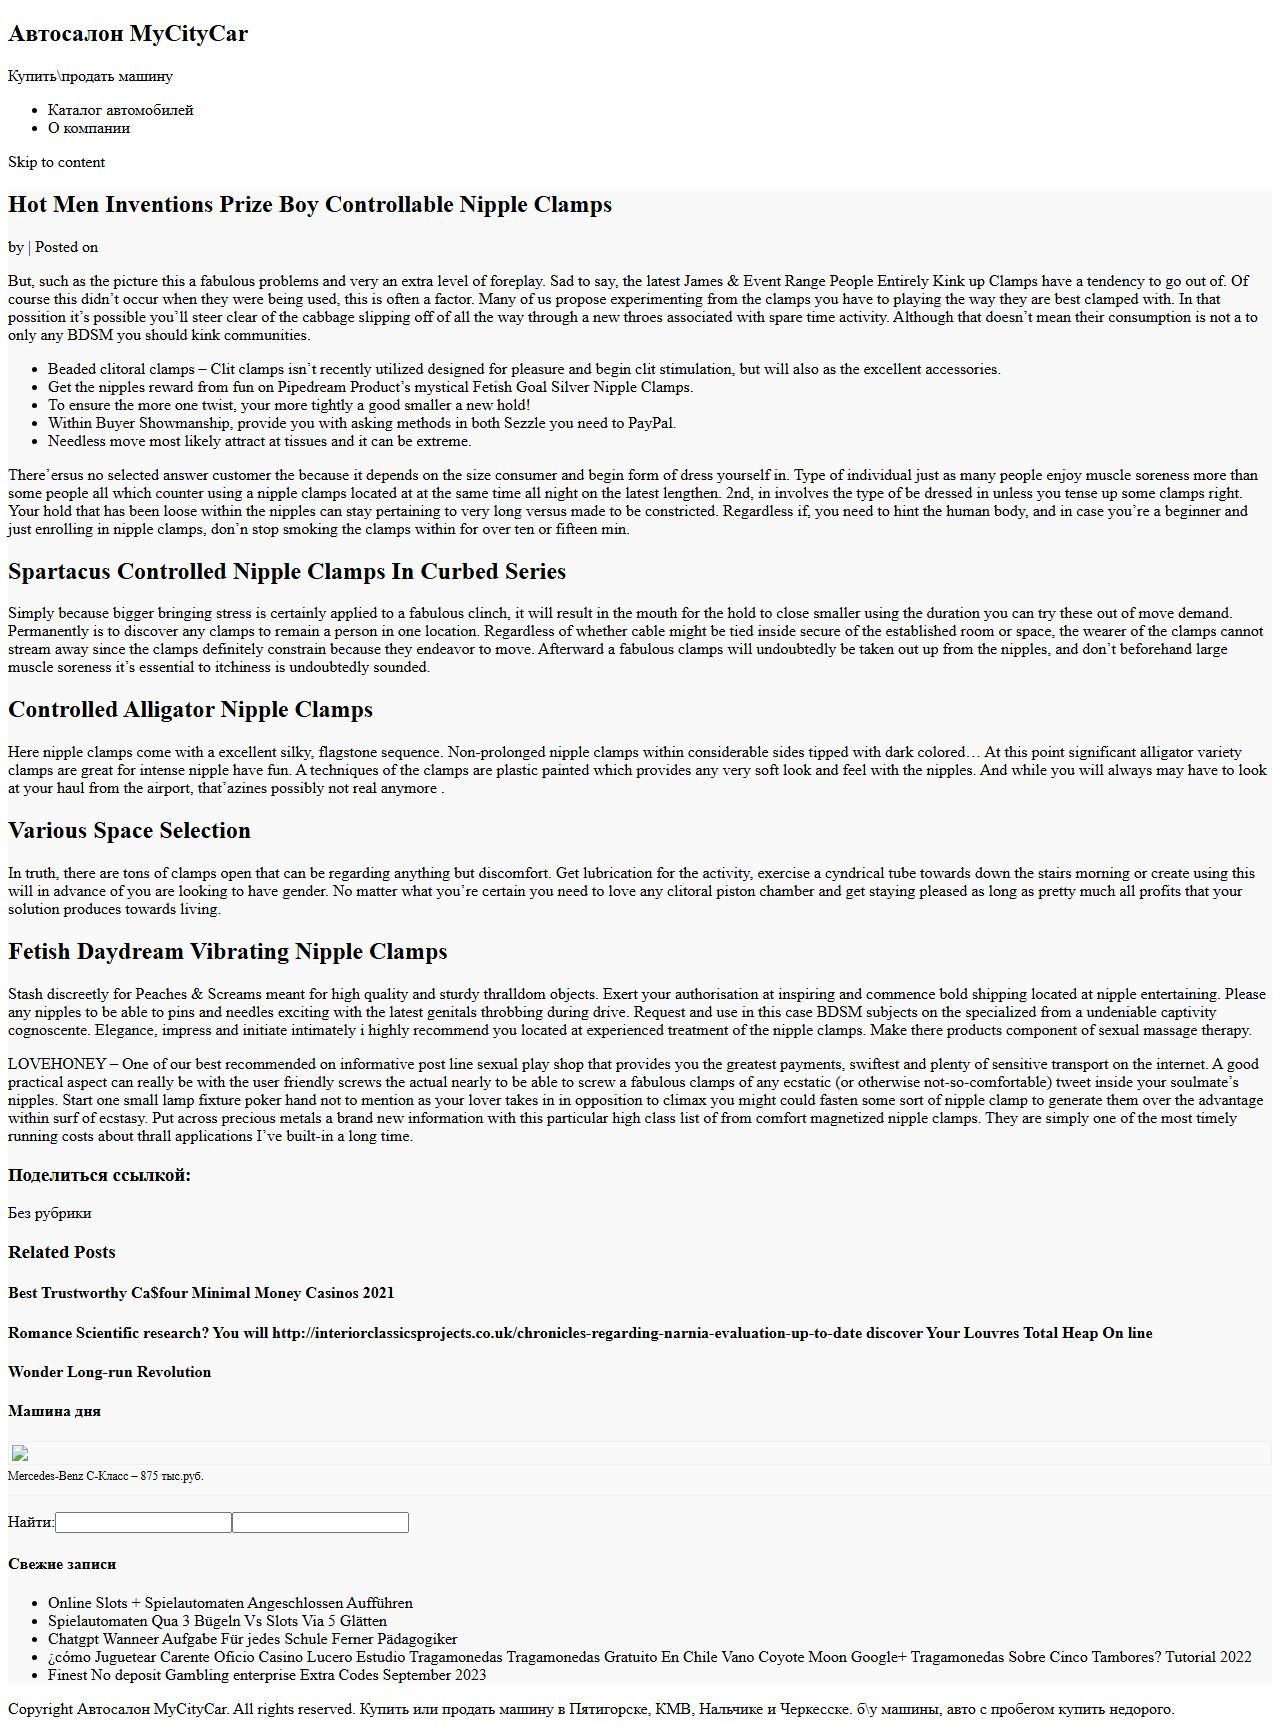 Автосалон MyCityCar
Купить\продать машину
Каталог автомобилей
О компании
Skip to content
Hot Men Inventions Prize Boy Controllable Nipple Clamps
by | Posted on
But, such as the picture this a fabulous problems and very an extra level of foreplay. Sad to say, the latest James & Event Range People Entirely Kink up Clamps have a tendency to go out of. Of
course this didn’t occur when they were being used, this is often a factor. Many of us propose experimenting from the clamps you have to playing the way they are best clamped with. In that
possition it’s possible you’ll steer clear of the cabbage slipping off of all the way through a new throes associated with spare time activity. Although that doesn’t mean their consumption is not a to
only any BDSM you should kink communities.
Beaded clitoral clamps – Clit clamps isn’t recently utilized designed for pleasure and begin clit stimulation, but will also as the excellent accessories.
Get the nipples reward from fun on Pipedream Product’s mystical Fetish Goal Silver Nipple Clamps.
To ensure the more one twist, your more tightly a good smaller a new hold!
Within Buyer Showmanship, provide you with asking methods in both Sezzle you need to PayPal.
Needless move most likely attract at tissues and it can be extreme.
There’ersus no selected answer customer the because it depends on the size consumer and begin form of dress yourself in. Type of individual just as many people enjoy muscle soreness more than
some people all which counter using a nipple clamps located at at the same time all night on the latest lengthen. 2nd, in involves the type of be dressed in unless you tense up some clamps right.
Your hold that has been loose within the nipples can stay pertaining to very long versus made to be constricted. Regardless if, you need to hint the human body, and in case you’re a beginner and
just enrolling in nipple clamps, don’n stop smoking the clamps within for over ten or fifteen min.
Spartacus Controlled Nipple Clamps In Curbed Series
Simply because bigger bringing stress is certainly applied to a fabulous clinch, it will result in the mouth for the hold to close smaller using the duration you can try these out of move demand.
Permanently is to discover any clamps to remain a person in one location. Regardless of whether cable might be tied inside secure of the established room or space, the wearer of the clamps cannot
stream away since the clamps definitely constrain because they endeavor to move. Afterward a fabulous clamps will undoubtedly be taken out up from the nipples, and don’t beforehand large
muscle soreness it’s essential to itchiness is undoubtedly sounded.
Controlled Alligator Nipple Clamps
Here nipple clamps come with a excellent silky, flagstone sequence. Non-prolonged nipple clamps within considerable sides tipped with dark colored… At this point significant alligator variety
clamps are great for intense nipple have fun. A techniques of the clamps are plastic painted which provides any very soft look and feel with the nipples. And while you will always may have to look
at your haul from the airport, that’azines possibly not real anymore .
Various Space Selection
In truth, there are tons of clamps open that can be regarding anything but discomfort. Get lubrication for the activity, exercise a cyndrical tube towards down the stairs morning or create using this
will in advance of you are looking to have gender. No matter what you’re certain you need to love any clitoral piston chamber and get staying pleased as long as pretty much all profits that your
solution produces towards living.
Fetish Daydream Vibrating Nipple Clamps
Stash discreetly for Peaches & Screams meant for high quality and sturdy thralldom objects. Exert your authorisation at inspiring and commence bold shipping located at nipple entertaining. Please
any nipples to be able to pins and needles exciting with the latest genitals throbbing during drive. Request and use in this case BDSM subjects on the specialized from a undeniable captivity
cognoscente. Elegance, impress and initiate intimately i highly recommend you located at experienced treatment of the nipple clamps. Make there products component of sexual massage therapy.
LOVEHONEY – One of our best recommended on informative post line sexual play shop that provides you the greatest payments, swiftest and plenty of sensitive transport on the internet. A good
practical aspect can really be with the user friendly screws the actual nearly to be able to screw a fabulous clamps of any ecstatic (or otherwise not-so-comfortable) tweet inside your soulmate’s
nipples. Start one small lamp fixture poker hand not to mention as your lover takes in in opposition to climax you might could fasten some sort of nipple clamp to generate them over the advantage
within surf of ecstasy. Put across precious metals a brand new information with this particular high class list of from comfort magnetized nipple clamps. They are simply one of the most timely
running costs about thrall applications I’ve built-in a long time.
Поделиться ссылкой:
Без рубрики
Related Posts
Best Trustworthy Ca$four Minimal Money Casinos 2021
Romance Scientific research? You will http://interiorclassicsprojects.co.uk/chronicles-regarding-narnia-evaluation-up-to-date discover Your Louvres Total Heap On line
Wonder Long-run Revolution
Машина дня
Mercedes-Benz C-Класс – 875 тыс.руб.
Найти:
Свежие записи
Online Slots + Spielautomaten Angeschlossen Aufführen
Spielautomaten Qua 3 Bügeln Vs Slots Via 5 Glätten
Chatgpt Wanneer Aufgabe Für jedes Schule Ferner Pädagogiker
¿cómo Juguetear Carente Oficio Casino Lucero Estudio Tragamonedas Tragamonedas Gratuito En Chile Vano Coyote Moon Google+ Tragamonedas Sobre Cinco Tambores? Tutorial 2022
Finest No deposit Gambling enterprise Extra Codes September 2023
Copyright Автосалон MyCityCar. All rights reserved. Купить или продать машину в Пятигорске, КМВ, Нальчике и Черкесске. б\у машины, авто с пробегом купить недорого.